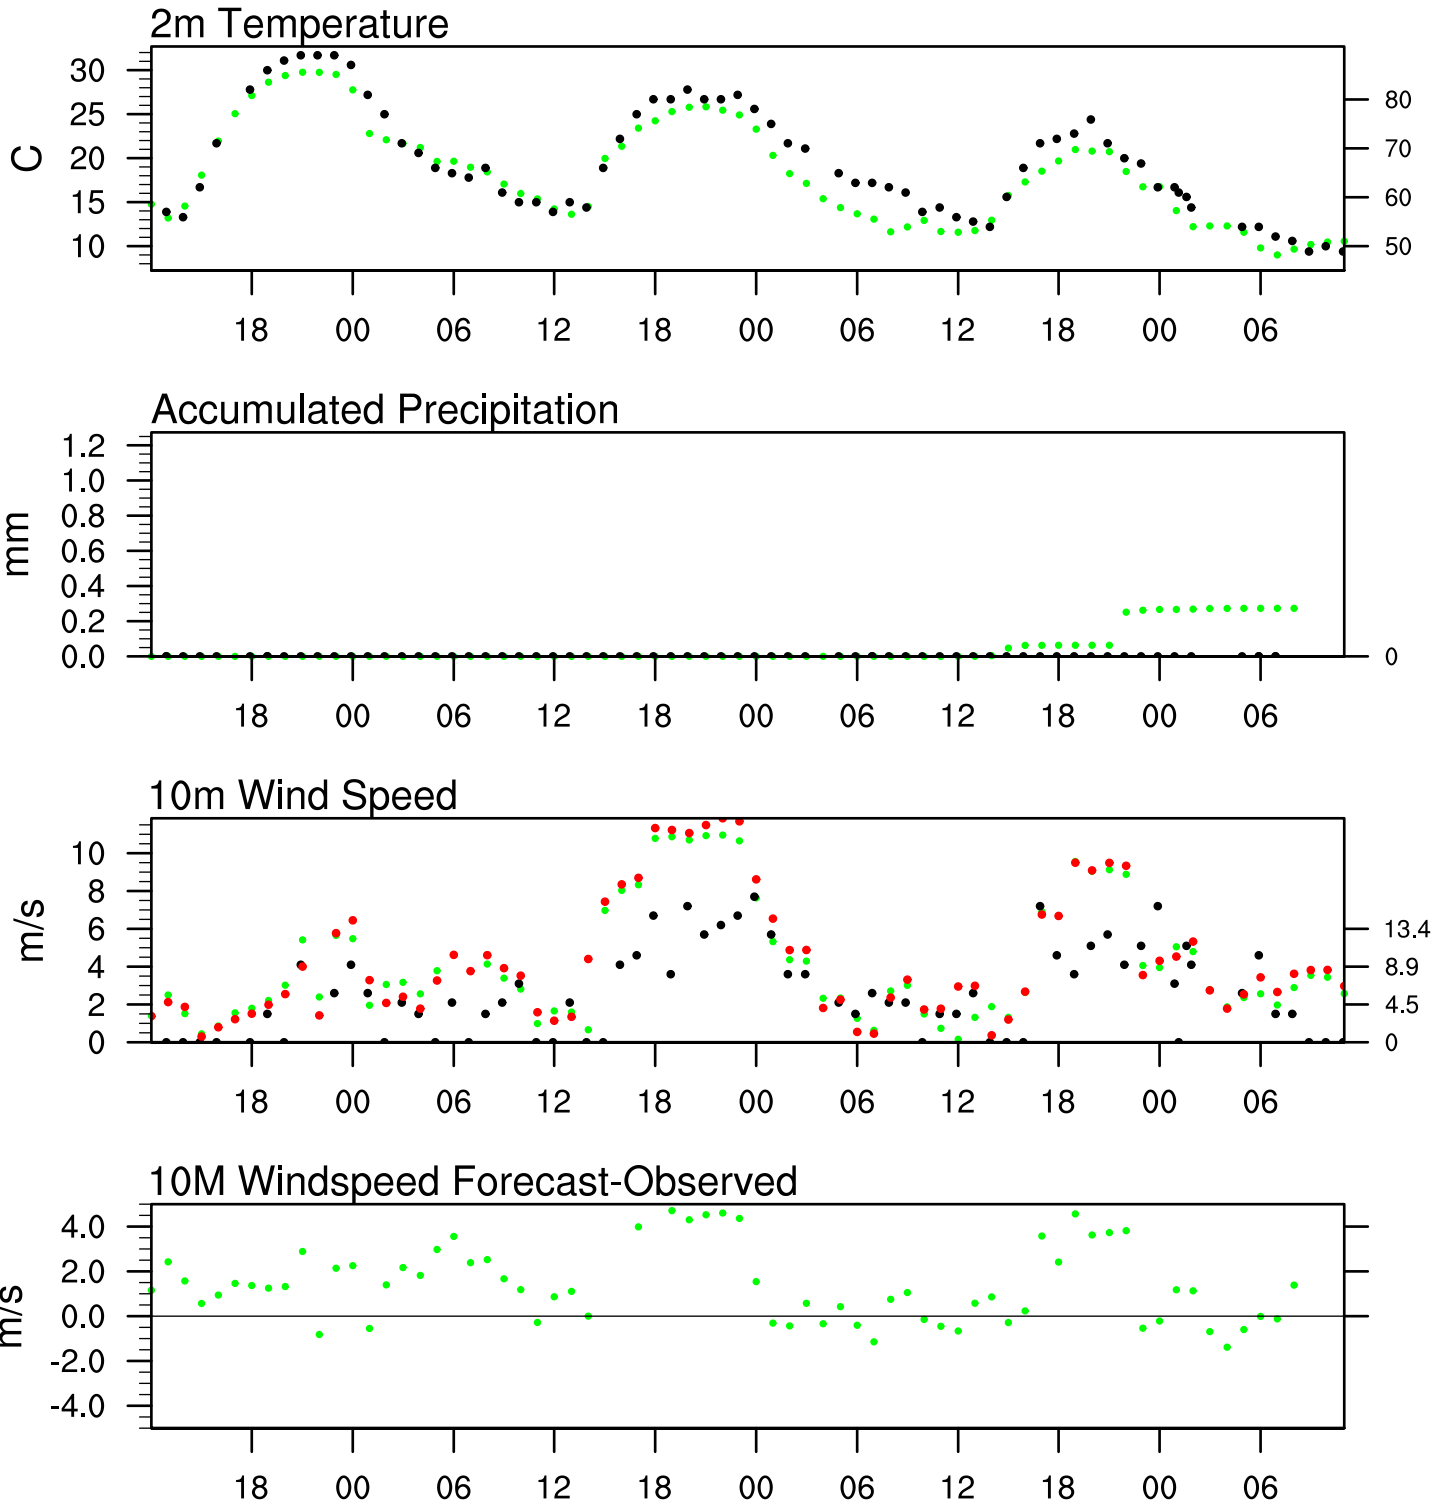 2m Temperature
30
25
20
15
10
C
80
70
60
50
18 00 06 12 18 00 06 12 18 00 06
Accumulated Precipitation
1.2
1.0
0.8
0.6
0.4
0.2
0.0
mm
0
18 00 06 12 18 00 06 12 18 00 06
10m Wind Speed
10
8
6
4
2
0
m/s
13.4
8.9
4.5
0
18 00 06 12 18 00 06 12 18 00 06
10M Windspeed Forecast-Observed
4.0
2.0
0.0
-2.0
-4.0
m/s
18 00 06 12 18 00 06 12 18 00 06